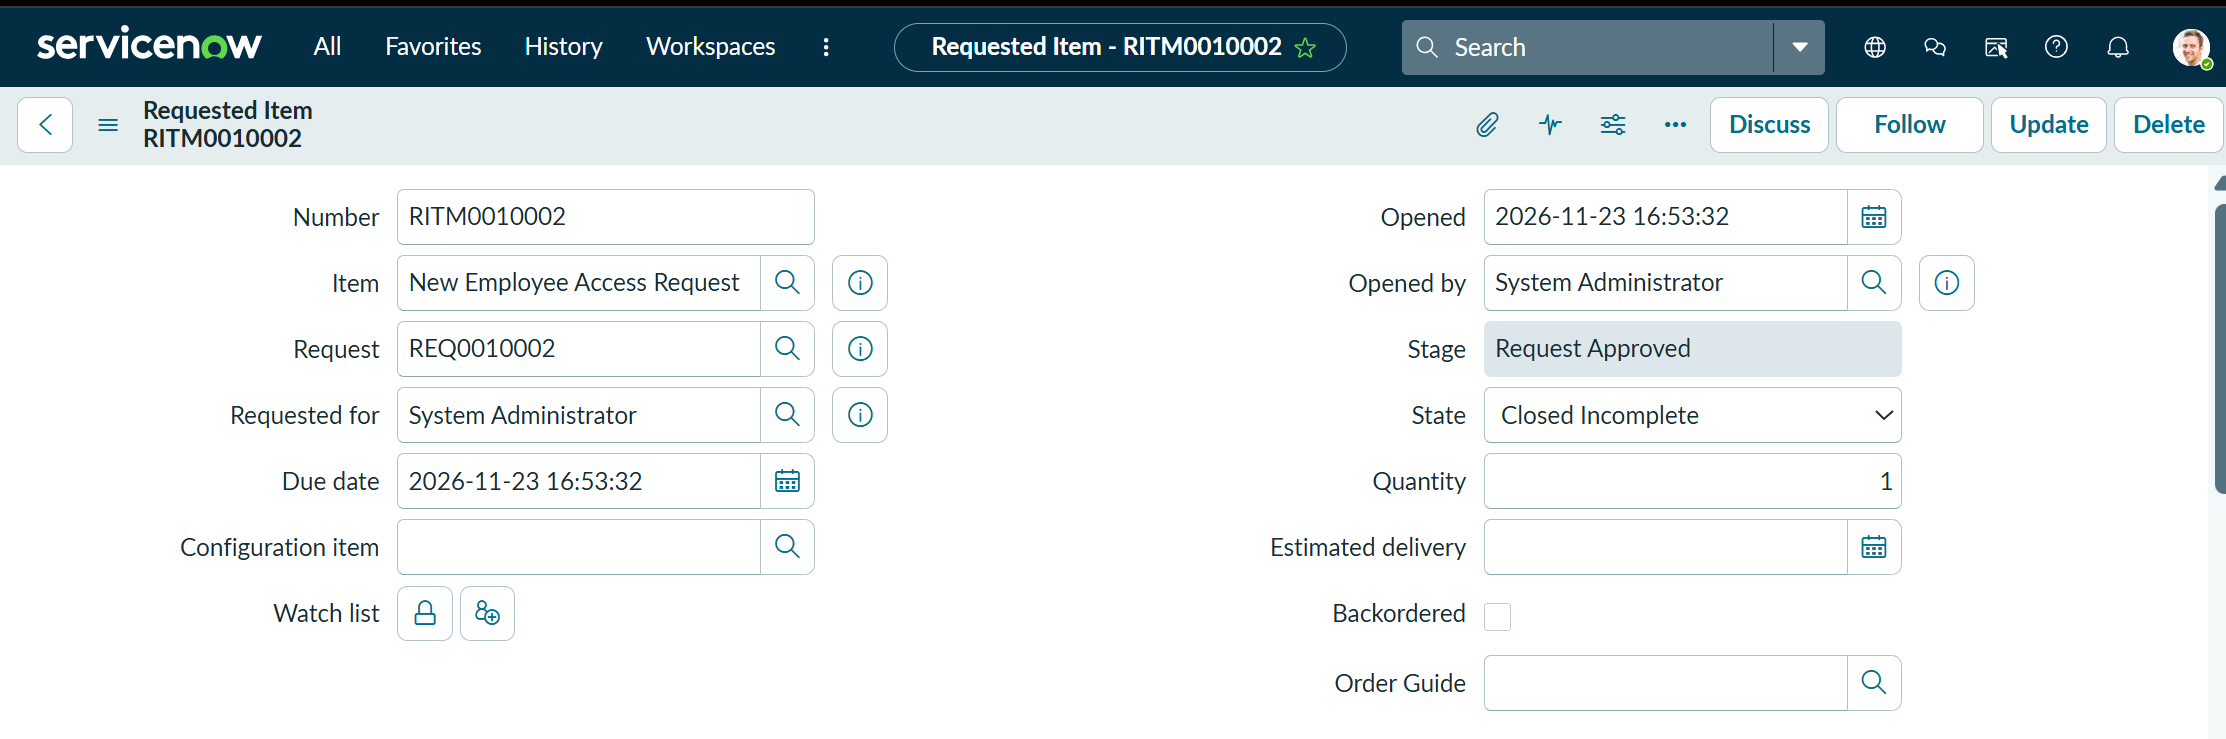 servicenow All Favorites History Workspaces Requested Item - RITM0010002 Search
Requested Item
RITM0010002
Discuss Follow Update Delete
Number RITM0010002
Item New Employee Access Request
Request REQ0010002
Requested for System Administrator
Due date 2026-11-23 16:53:32
Configuration item
Watch list
Opened 2026-11-23 16:53:32
Opened by System Administrator
Stage Request Approved
State Closed Incomplete
Quantity 1
Estimated delivery
Backordered
Order Guide